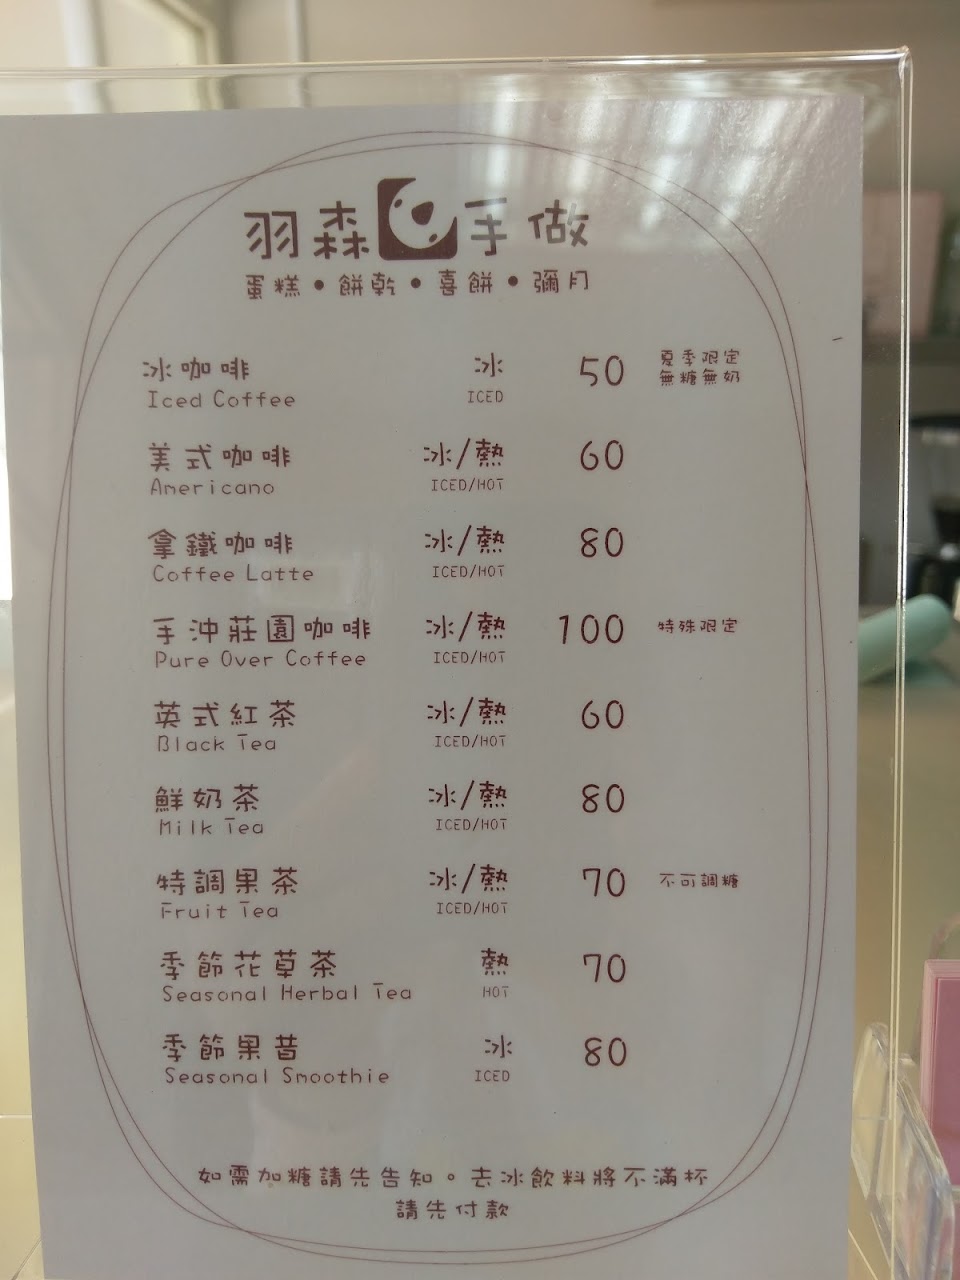 羽森手做
蛋糕•餅乾•喜餅•彌月
冰咖啡 冰 50 夏季限定
Iced Coffee ICED 無糖無奶
美式咖啡 冰/熱 60
Americano ICED/HOT
拿鐵咖啡 冰/熱 80
Coffee Latte ICED/HOT
手沖莊園咖啡 冰/熱 100 特殊限定
Pure Over Coffee ICED/HOT
英式紅茶 冰/熱 60
Black Tea ICED/HOT
鮮奶茶 冰/熱 80
Milk Tea ICED/HOT
特調果茶 冰/熱 70 不可調糖
Fruit Tea ICED/HOT
季節花草茶 熱 70
Seasonal Herbal Tea HOT
季節果昔 冰 80
Seasonal Smoothie ICED
如需加糖請先告知。去冰飲料將不滿杯
請先付款